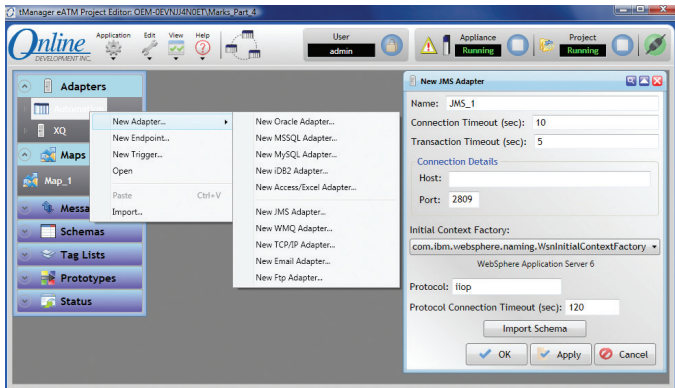 tManager eATM Project Editor: OEM-0EVNJJ4N0ET\Marks_Part_4
Online
DEVELOPMENT INC.
Application Edit View Help
User
admin
Appliance
Running
Project
Running
Adapters
XQ
Maps
Map_1
Messa
Schemas
Tag Lists
Prototypes
Status
New Adapter...
New Endpoint...
New Trigger...
Open
Paste Ctrl+V
Import...
New Oracle Adapter...
New MSSQL Adapter...
New MySQL Adapter...
New iDB2 Adapter...
New Access/Excel Adapter...
New JMS Adapter...
New WMQ Adapter...
New TCP/IP Adapter...
New Email Adapter...
New Ftp Adapter...
New JMS Adapter
Name: JMS_1
Connection Timeout (sec): 10
Transaction Timeout (sec): 5
Connection Details
Host:
Port: 2809
Initial Context Factory:
com.ibm.websphere.naming.WsnInitialContextFactory
WebSphere Application Server 6
Protocol: iiop
Protocol Connection Timeout (sec): 120
Import Schema
OK Apply Cancel